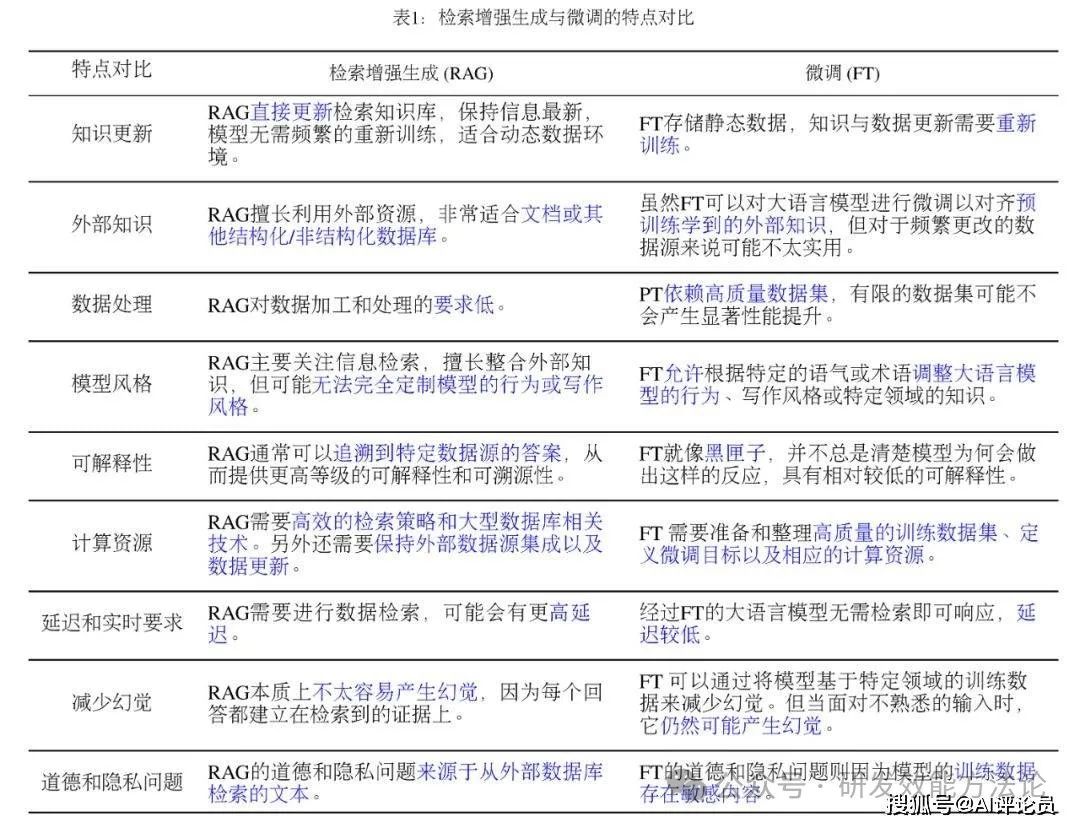 表1：检索增强生成与微调的特点对比
特点对比
检索增强生成 (RAG)
微调 (FT)
知识更新
RAG直接更新检索知识库，保持信息最新，
模型无需频繁的重新训练，适合动态数据环
境。
FT存储静态数据，知识与数据更新需要重新
训练。
外部知识
RAG擅长利用外部资源，非常适合文档或其
他结构化/非结构化数据库。
虽然FT可以对大语言模型进行微调以对齐预
训练学到的外部知识，但对于频繁更改的数
据源来说可能不太实用。
数据处理
RAG对数据加工和处理的要求低。
PT依赖高质量数据集，有限的数据集可能不
会产生显著性能提升。
模型风格
RAG主要关注信息检索，擅长整合外部知
识，但可能无法完全定制模型的行为或写作
风格。
FT允许根据特定的语气或术语调整大语言模
型的行为、写作风格或特定领域的知识。
可解释性
RAG通常可以追溯到特定数据源的答案，从
而提供更高等级的可解释性和可溯源性。
FT就像黑匣子，并不总是清楚模型为何会做
出这样的反应，具有相对较低的可解释性。
计算资源
RAG需要高效的检索策略和大型数据库相关
技术。另外还需要保持外部数据源集成以及
数据更新。
FT 需要准备和整理高质量的训练数据集、定
义微调目标以及相应的计算资源。
延迟和实时要求
RAG需要进行数据检索，可能会有更高延
迟。
经过FT的大语言模型无需检索即可响应，延
迟较低。
减少幻觉
RAG本质上不太容易产生幻觉，因为每个回
答都建立在检索到的证据上。
FT 可以通过将模型基于特定领域的训练数
据来减少幻觉。但当面对不熟悉的输入时，
它仍然可能产生幻觉。
道德和隐私问题
RAG的道德和隐私问题来源于从外部数据库
检索的文本。
FT的道德和隐私问题则因为模型的训练数据
存在敏感内容。
公众号 · 研发效能方法论
搜狐号@AI评论员